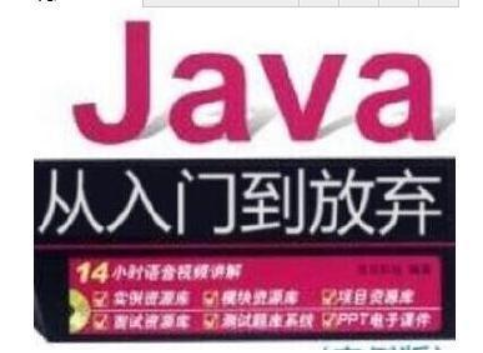 Java
从入门到放弃
14小时语音视频讲解
实例资源库 模块资源库 项目资源库
面试资源库 测试题库系统 PPT电子课件